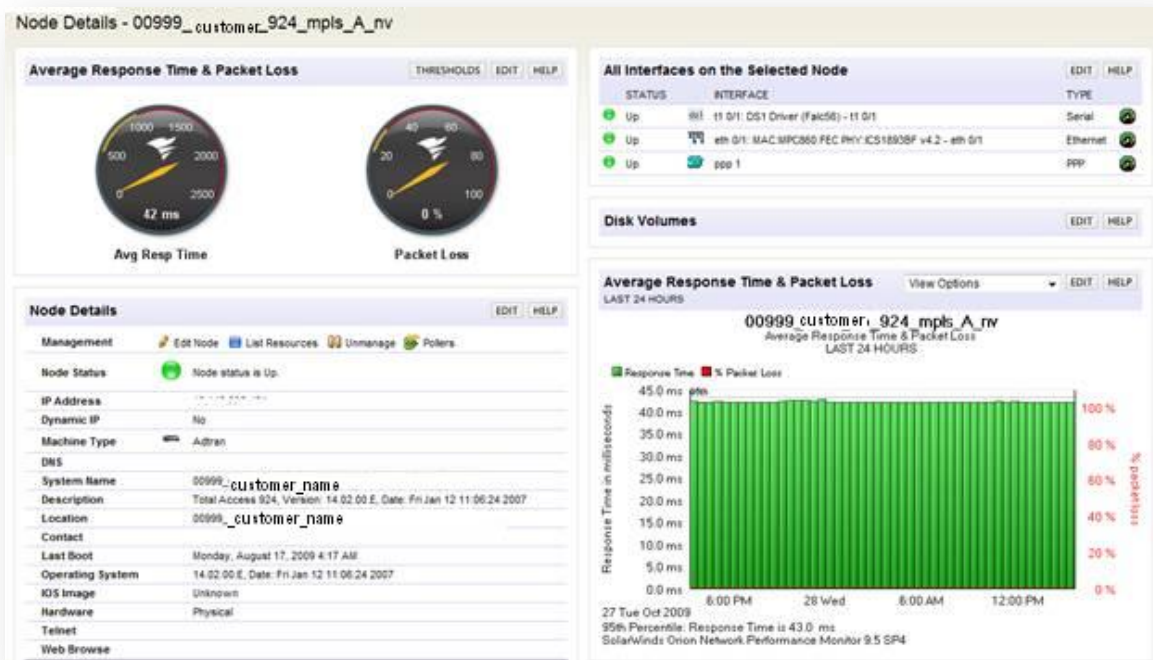 Node Details - 00999_customer_924_mpls_A_nv
Average Response Time & Packet Loss
THRESHOLDS EDIT HELP
0 500 1000 1500 2000 2500
42 ms
Avg Resp Time
0 20 40 60 80 100
0 %
Packet Loss
Node Details
EDIT HELP
Management Edit Node List Resources Unmanage Pollers
Node Status Node status is Up.
IP Address
Dynamic IP No
Machine Type Adtran
DNS
System Name 00999_customer_name
Description Total Access 924, Version: 14.02.00.E, Date: Fri Jan 12 11:06:24 2007
Location 00999_customer_name
Contact
Last Boot Monday, August 17, 2009 4:17 AM
Operating System 14.02.00.E, Date: Fri Jan 12 11:06:24 2007
IOS Image Unknown
Hardware Physical
Telnet
Web Browse
All Interfaces on the Selected Node
EDIT HELP
STATUS INTERFACE TYPE
Up t1 0/1: DS1 Driver (Falc56) - t1 0/1 Serial
Up eth 0/1: MAC:MPC860.FEC PHY:ICS1893BF v4.2 - eth 0/1 Ethernet
Up ppp 1 PPP
Disk Volumes
EDIT HELP
Average Response Time & Packet Loss
View Options EDIT HELP
LAST 24 HOURS
00999_customer_924_mpls_A_nv
Average Response Time & Packet Loss
LAST 24 HOURS
Response Time % Packet Loss
Response Time in milliseconds
45.0 ms
40.0 ms
35.0 ms
30.0 ms
25.0 ms
20.0 ms
15.0 ms
10.0 ms
5.0 ms
0.0 ms
100 %
80 %
60 %
40 %
20 %
0 %
% packetloss
6:00 PM 28 Wed 6:00 AM 12:00 PM
27 Tue Oct 2009
95th Percentile: Response Time is 43.0 ms
SolarWinds Orion Network Performance Monitor 9.5 SP4